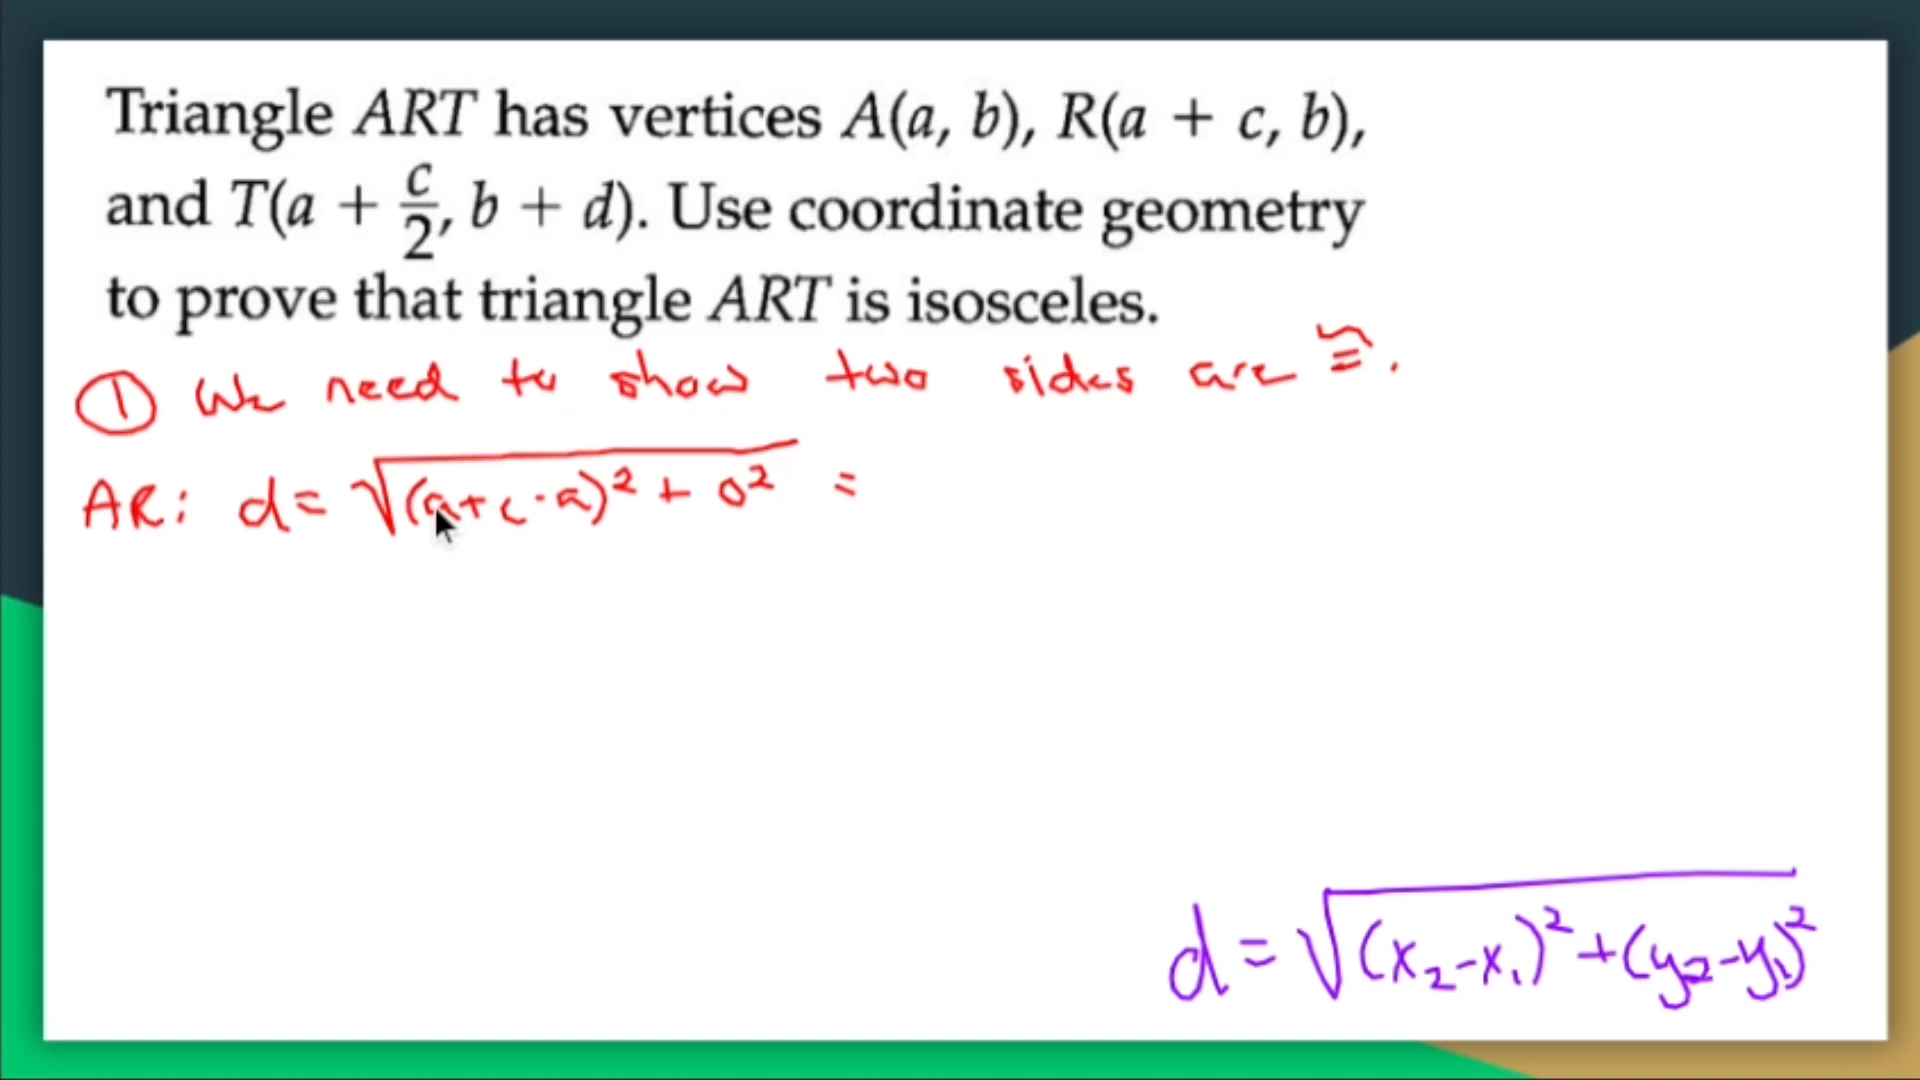 Triangle ART has vertices A(a, b), R(a + c, b),
and T(a + c/2, b + d). Use coordinate geometry
to prove that triangle ART is isosceles.
① We need to show two sides are ≅.
AR: d = √((a+c-a)² + 0²) =
d = √((x₂-x₁)² + (y₂-y₁)²)